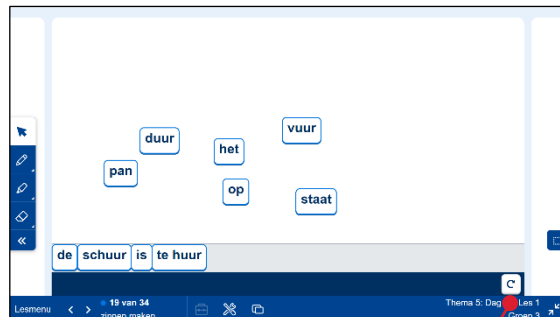 vuur
duur
het
pan
op
staat
de schuur is te huur
Lesmenu
19 van 34
zinnen maken
Thema 5: Dag Les 1
Groep 3